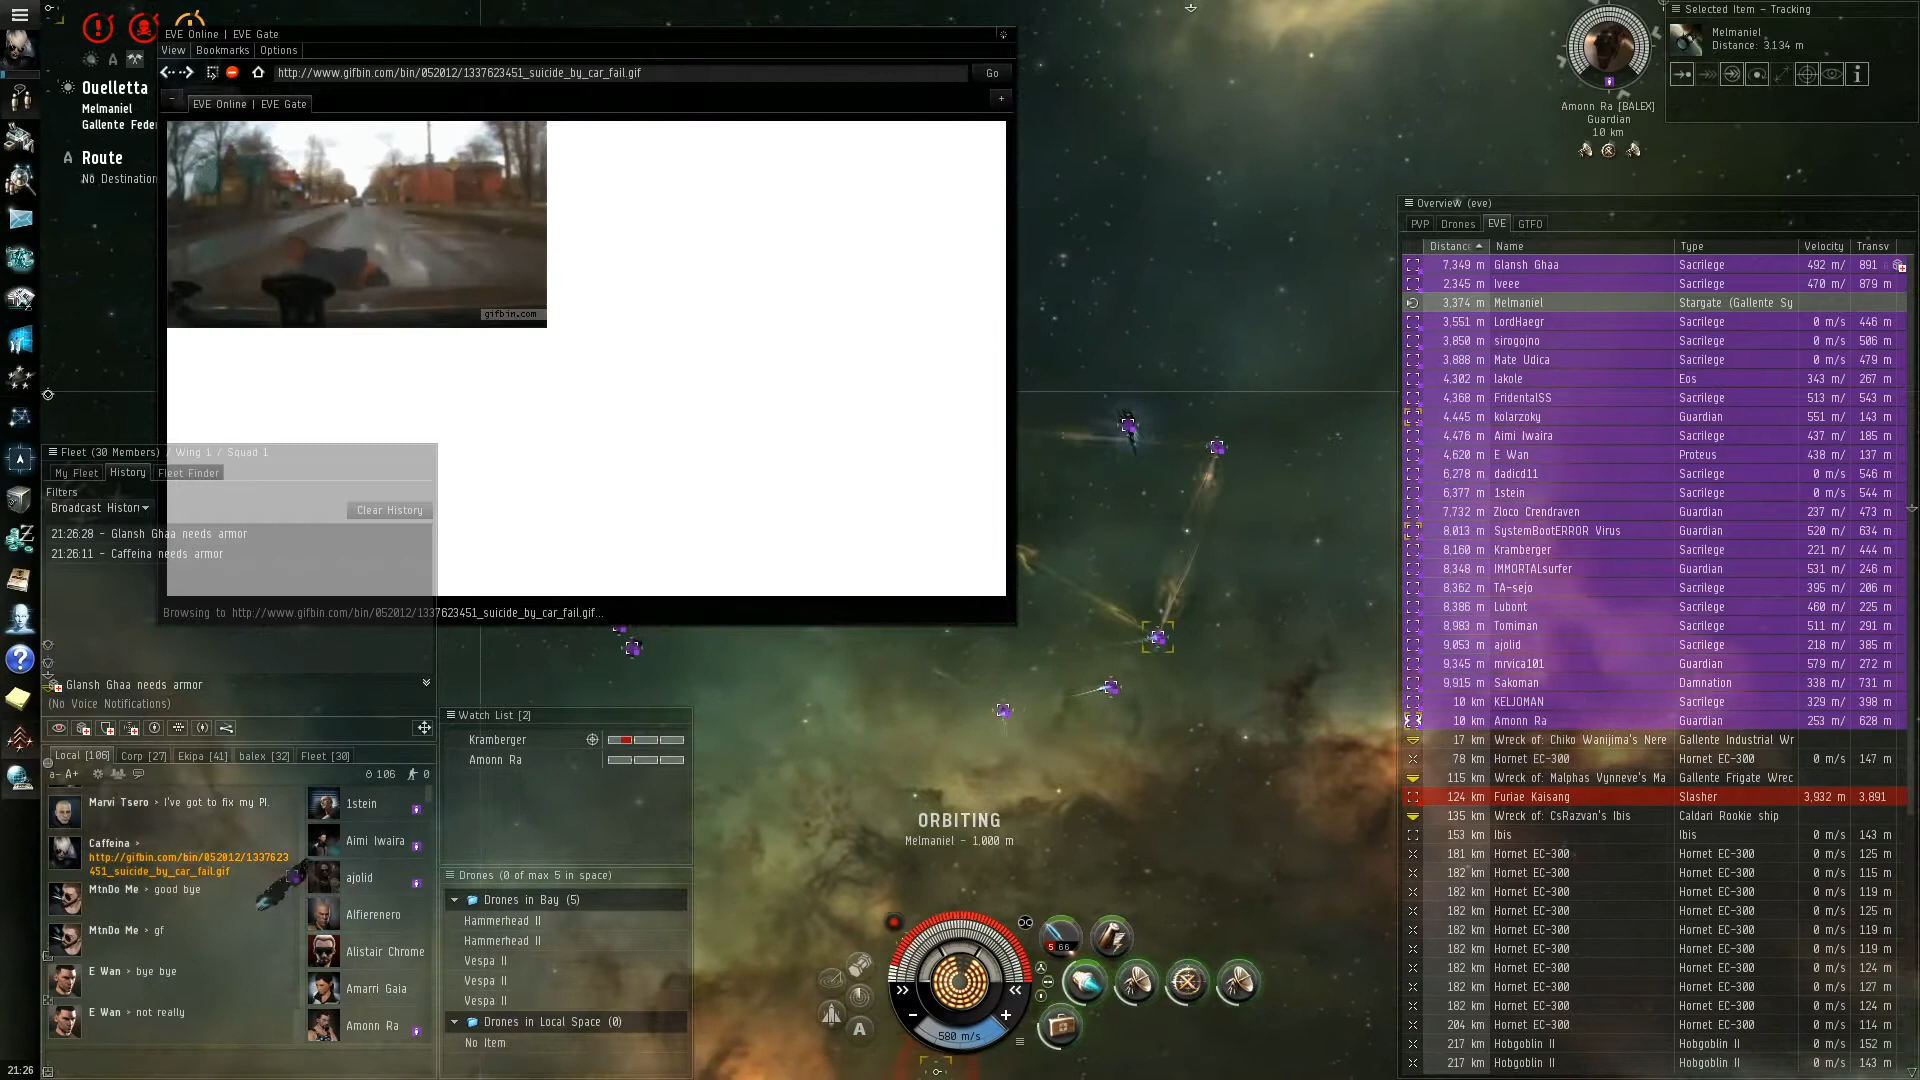 EVE Online | EVE Gate
View Bookmarks Options
http://www.gifbin.com/bin/052012/1337623451_suicide_by_car_fail.gif Go
EVE Online | EVE Gate
gifbin.com
Browsing to http://www.gifbin.com/bin/052012/1337623451_suicide_by_car_fail.gif...
Ouelletta
Melmaniel
Gallente Fede
A Route
No Destination
Amonn Ra [BALEX]
Guardian
10 km
Selected Item - Tracking
Melmaniel
Distance: 3,134 m
Overview (eve)
PVP Drones EVE GTFO
Distanc Name Type Velocity Transv
7,349 m Glansh Ghaa Sacrilege 492 m/ 891
2,345 m Iveee Sacrilege 470 m/ 879 m
3,374 m Melmaniel Stargate (Gallente Sy
3,551 m LordHaegr Sacrilege 0 m/s 446 m
3,850 m sirogojno Sacrilege 0 m/s 506 m
3,888 m Mate Udica Sacrilege 0 m/s 479 m
4,302 m lakole Eos 343 m/ 267 m
4,368 m FridentalSS Sacrilege 513 m/ 543 m
4,445 m kolarzoky Guardian 551 m/ 143 m
4,476 m Aimi Iwaira Sacrilege 437 m/ 185 m
4,620 m E Wan Proteus 438 m/ 137 m
6,278 m dadicd11 Sacrilege 0 m/s 546 m
6,377 m 1stein Sacrilege 0 m/s 544 m
7,732 m Zloco Crendraven Guardian 237 m/ 473 m
8,013 m SystemBootERROR Virus Guardian 520 m/ 634 m
8,160 m Kramberger Sacrilege 221 m/ 444 m
8,348 m IMMORTALsurfer Guardian 531 m/ 246 m
8,362 m TA-sejo Sacrilege 395 m/ 206 m
8,386 m Lubont Sacrilege 460 m/ 225 m
8,983 m Tomiman Sacrilege 511 m/ 291 m
9,053 m ajolid Sacrilege 218 m/ 385 m
9,345 m mrvica101 Guardian 579 m/ 272 m
9,915 m Sakoman Damnation 338 m/ 731 m
10 km KELJOMAN Sacrilege 329 m/ 398 m
10 km Amonn Ra Guardian 253 m/ 628 m
17 km Wreck of: Chiko Wanijima's Nere Gallente Industrial Wr
78 km Hornet EC-300 Hornet EC-300 0 m/s 147 m
115 km Wreck of: Malphas Vynneve's Ma Gallente Frigate Wrec
124 km Furiae Kaisang Slasher 3,932 m 3,891
135 km Wreck of: CsRazvan's Ibis Caldari Rookie ship
153 km Ibis Ibis 0 m/s 143 m
181 km Hornet EC-300 Hornet EC-300 0 m/s 125 m
182 km Hornet EC-300 Hornet EC-300 0 m/s 115 m
182 km Hornet EC-300 Hornet EC-300 0 m/s 119 m
182 km Hornet EC-300 Hornet EC-300 0 m/s 125 m
182 km Hornet EC-300 Hornet EC-300 0 m/s 119 m
182 km Hornet EC-300 Hornet EC-300 0 m/s 119 m
182 km Hornet EC-300 Hornet EC-300 0 m/s 124 m
182 km Hornet EC-300 Hornet EC-300 0 m/s 127 m
182 km Hornet EC-300 Hornet EC-300 0 m/s 124 m
204 km Hornet EC-300 Hornet EC-300 0 m/s 114 m
217 km Hobgoblin II Hobgoblin II 0 m/s 152 m
217 km Hobgoblin II Hobgoblin II 0 m/s 143 m
Fleet (30 Members) / Wing 1 / Squad 1
My Fleet History Fleet Finder
Filters
Broadcast Histor
Clear History
21:26:28 - Glansh Ghaa needs armor
21:26:11 - Caffeina needs armor
Glansh Ghaa needs armor
(No Voice Notifications)
Local [106] Corp [27] Ekipa [41] balex [32] Fleet [30]
a- A+ 106 0
Marvi Tsero > I've got to fix my PI.
Caffeina >
http://gifbin.com/bin/052012/1337623
451_suicide_by_car_fail.gif
MtnDo Me > good bye
MtnDo Me > gf
E Wan > bye bye
E Wan > not really
1stein
Aimi Iwaira
ajolid
Alfierenero
Alistair Chrome
Amarri Gaia
Amonn Ra
Watch List [2]
Kramberger
Amonn Ra
Drones (0 of max 5 in space)
Drones in Bay (5)
Hammerhead II
Hammerhead II
Vespa II
Vespa II
Vespa II
Drones in Local Space (0)
No Item
ORBITING
Melmaniel - 1,000 m
5 66
A
580 m/s
21:26